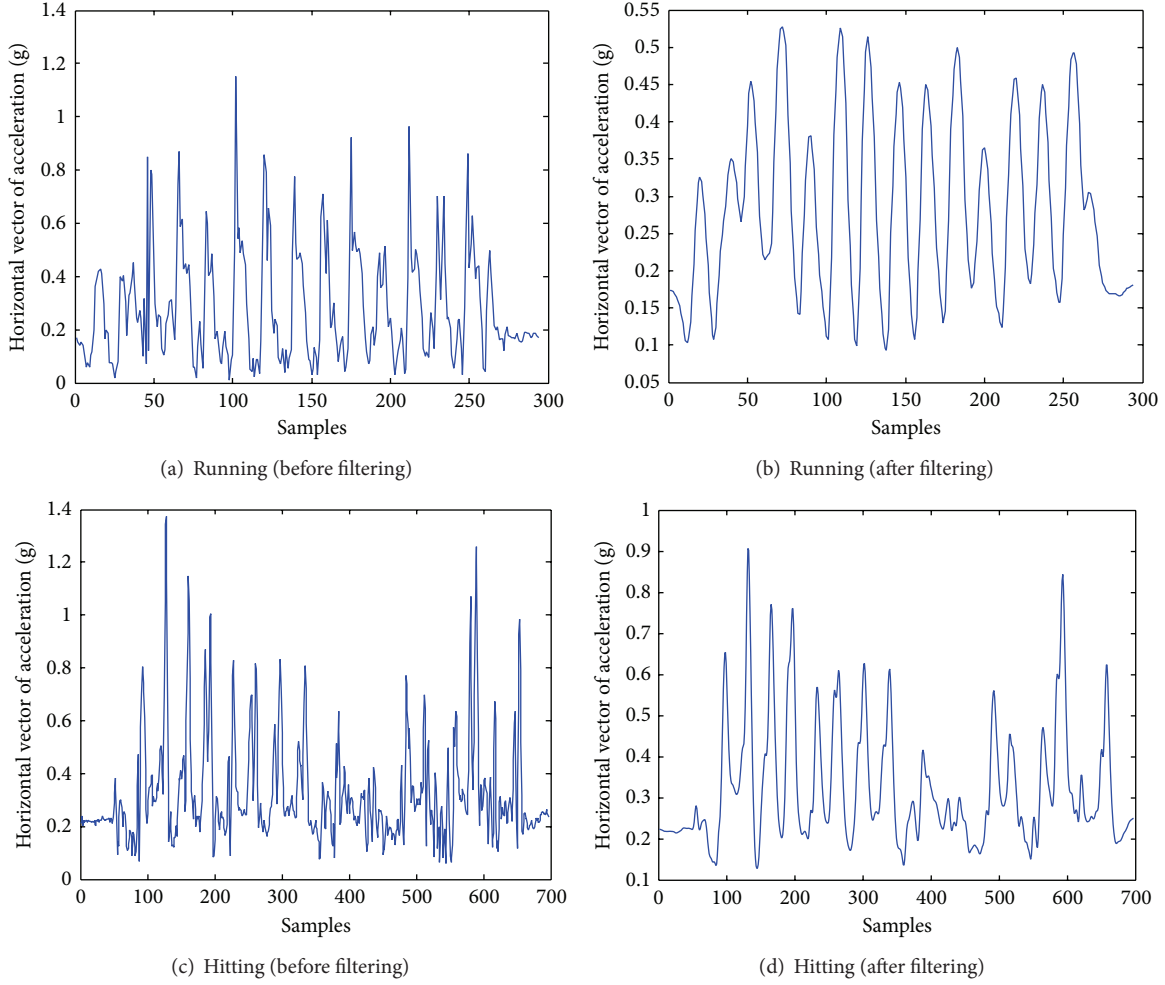 Horizontal vector of acceleration (g)
1.4
1.2
1
0.8
0.6
0.4
0.2
0
0 50 100 150 200 250 300
Samples
(a) Running (before filtering)
Horizontal vector of acceleration (g)
0.55
0.5
0.45
0.4
0.35
0.3
0.25
0.2
0.15
0.1
0.05
0 50 100 150 200 250 300
Samples
(b) Running (after filtering)
Horizontal vector of acceleration (g)
1.4
1.2
1
0.8
0.6
0.4
0.2
0
0 100 200 300 400 500 600 700
Samples
(c) Hitting (before filtering)
Horizontal vector of acceleration (g)
1
0.9
0.8
0.7
0.6
0.5
0.4
0.3
0.2
0.1
0 100 200 300 400 500 600 700
Samples
(d) Hitting (after filtering)